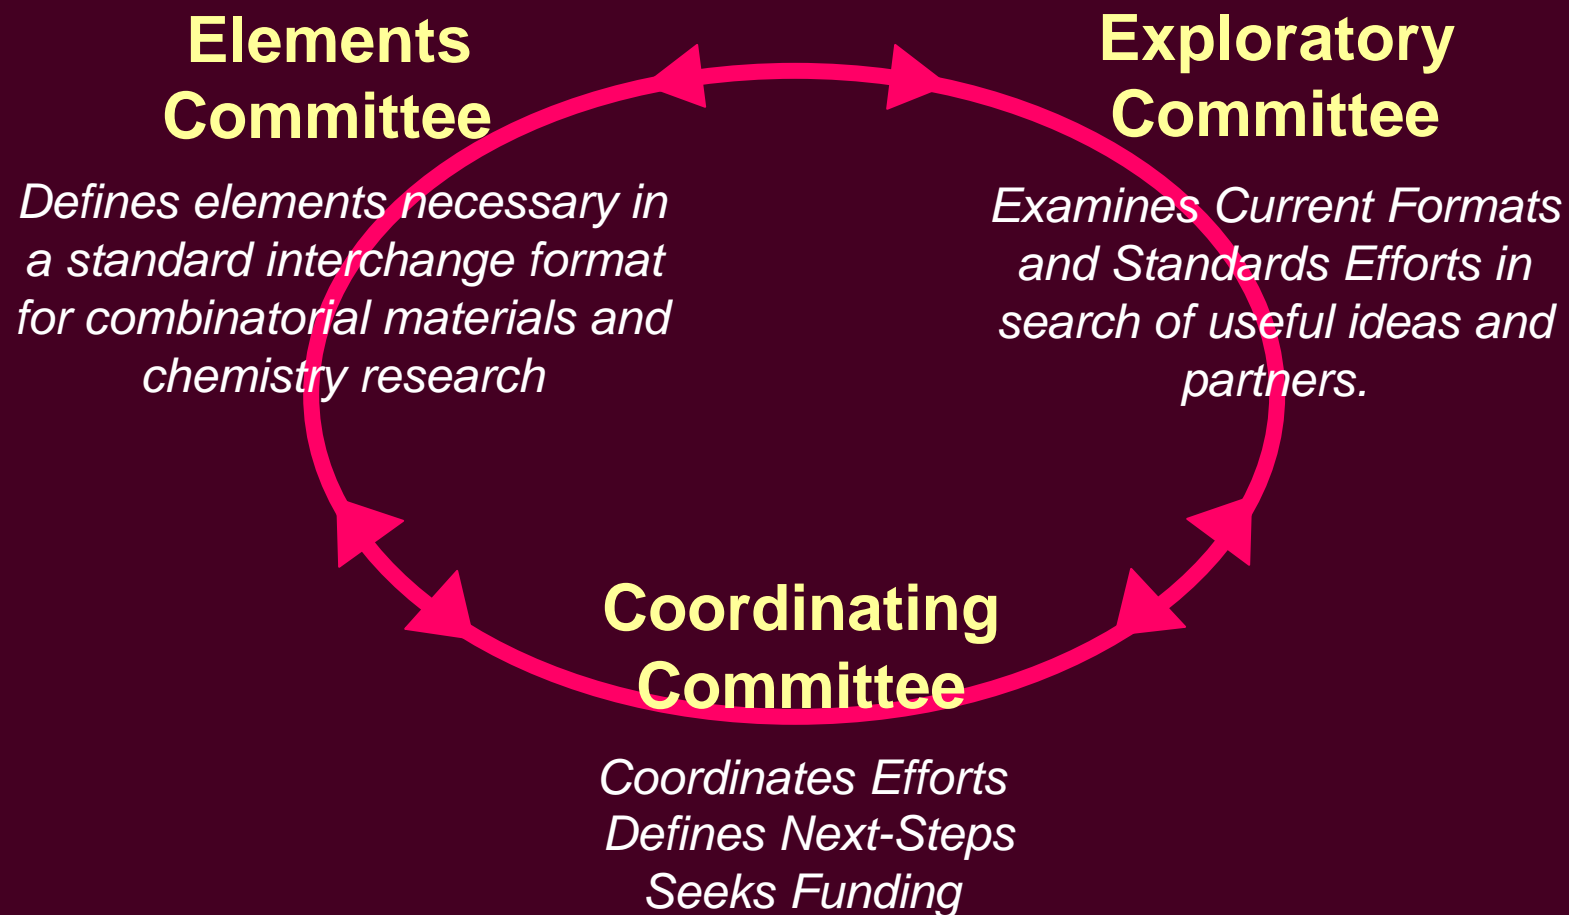 Elements
Committee
Defines elements necessary in
a standard interchange format
for combinatorial materials and
chemistry research
Exploratory
Committee
Examines Current Formats
and Standards Efforts in
search of useful ideas and
partners.
Coordinating
Committee
Coordinates Efforts
Defines Next-Steps
Seeks Funding